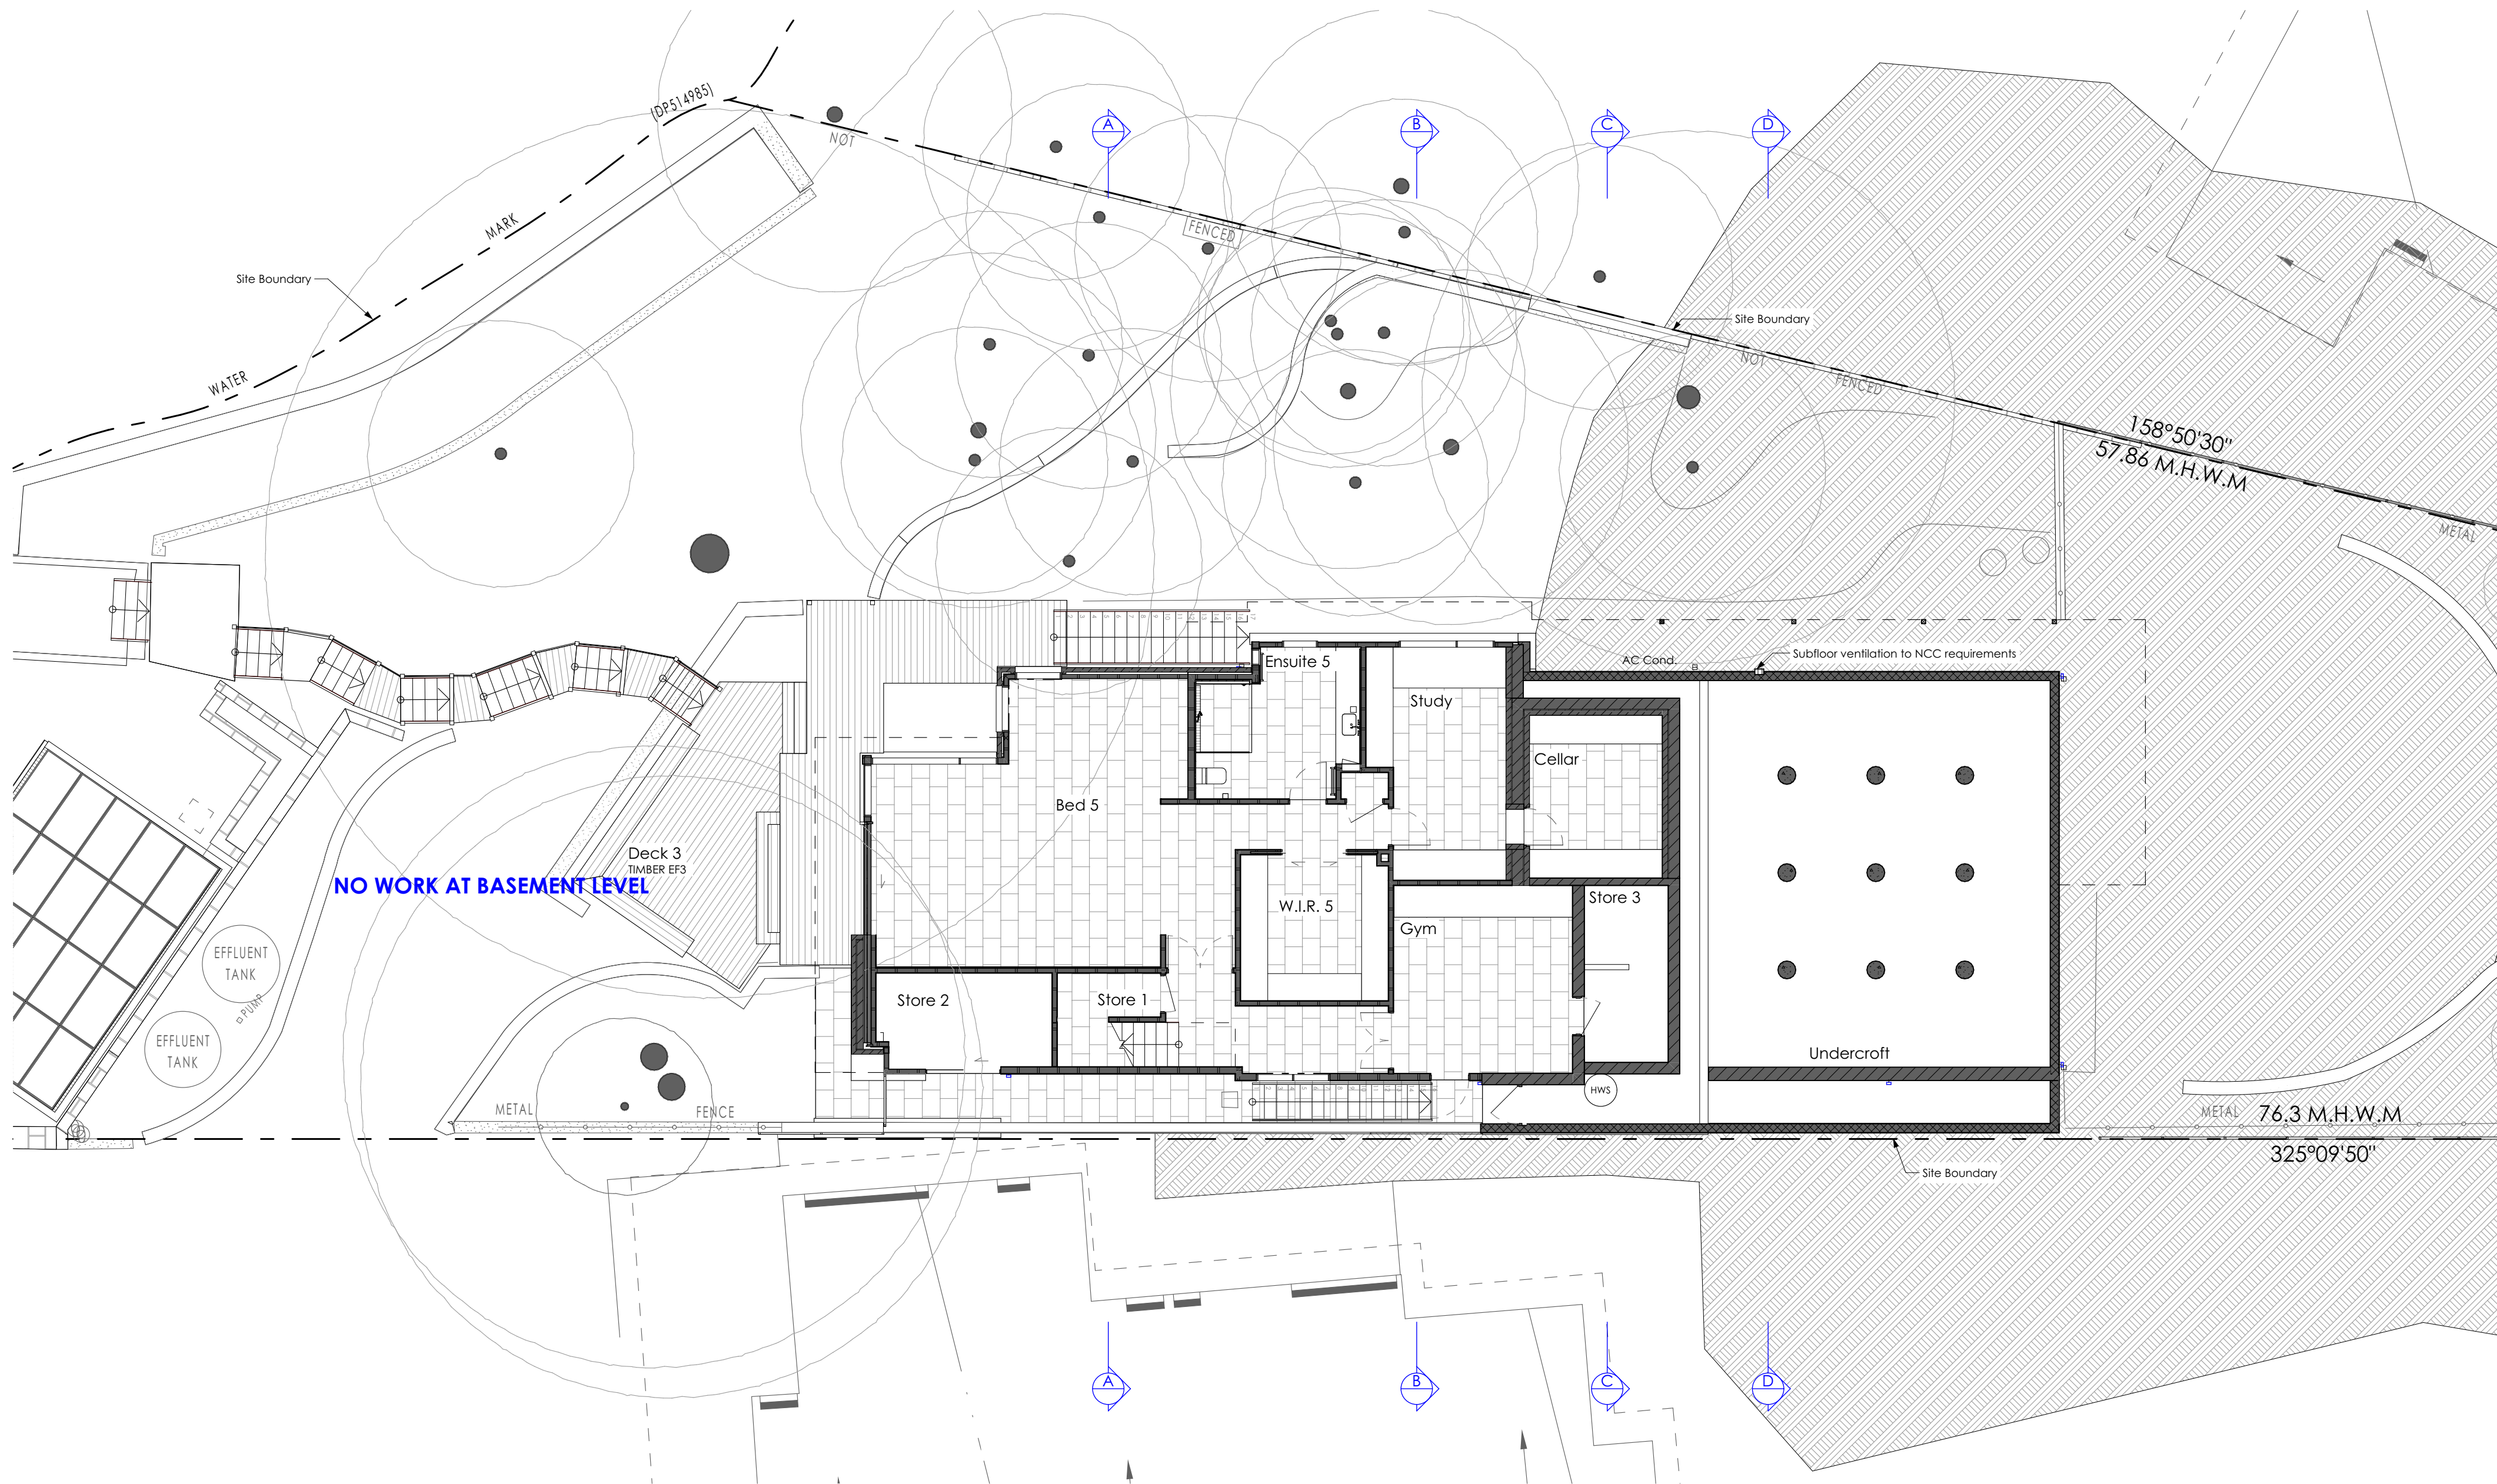 (DP514985)
NOT
A
B
C
D
MARK
FENCED
Site Boundary
Site Boundary
WATER
NOT
FENCED
158°50'30"
57.86 M.H.W.M
METAL
Ensuite 5
AC Cond.
Subfloor ventilation to NCC requirements
Study
Cellar
Bed 5
Deck 3
TIMBER EF3
NO WORK AT BASEMENT LEVEL
W.I.R. 5
Store 3
Gym
EFFLUENT
TANK
PUMP
Store 2
Store 1
EFFLUENT
TANK
Undercroft
HWS
METAL
FENCE
METAL
76.3 M.H.W.M
325°09'50"
Site Boundary
A
B
C
D